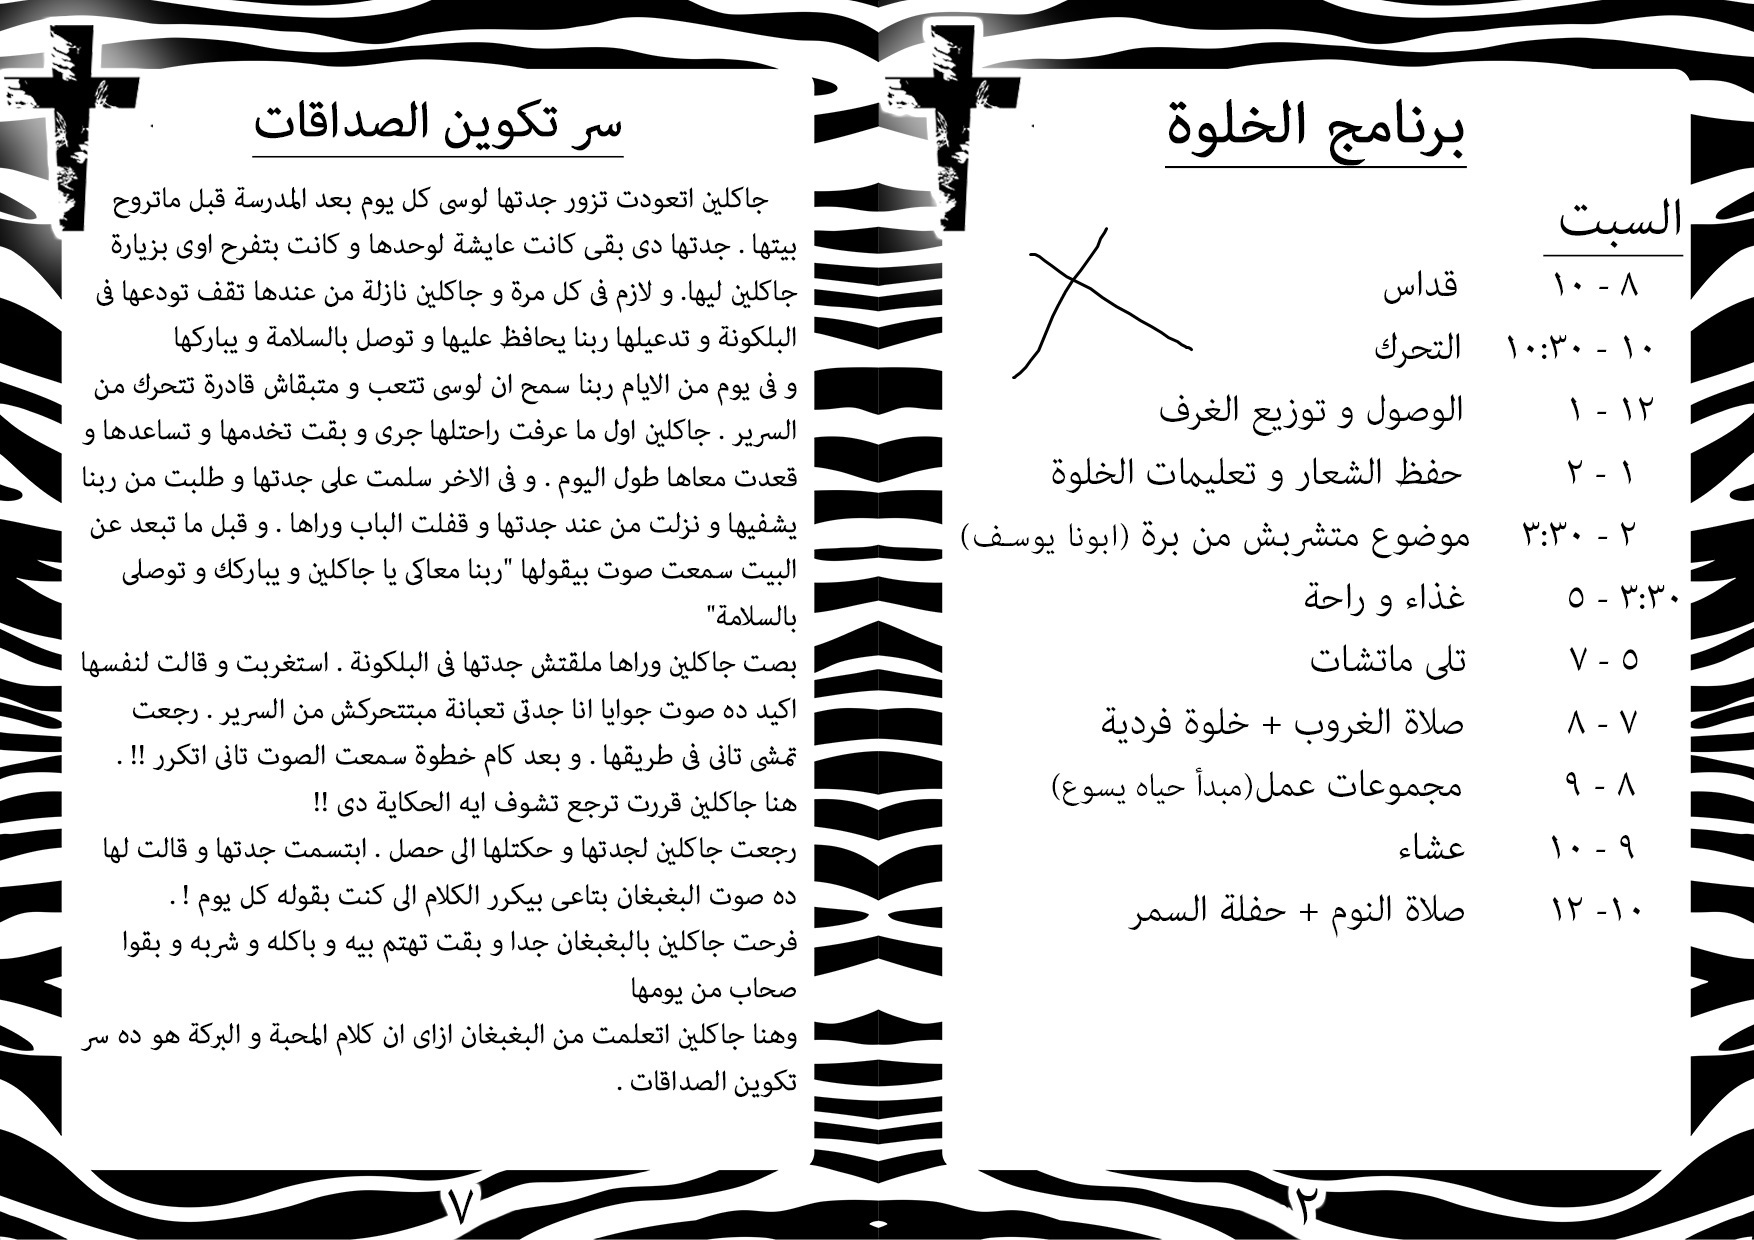 برنامج الخلوة
السبت
٨ - ١٠ قداس
١٠ - ١٠:٣٠ التحرك
١٢ - ١ الوصول و توزيع الغرف
١ - ٢ حفظ الشعار و تعليمات الخلوة
٢ - ٣:٣٠ موضوع متشربش من برة (ابونا يوسف)
٣:٣٠ - ٥ غذاء و راحة
٥ - ٧ تلى ماتشات
٧ - ٨ صلاة الغروب + خلوة فردية
٨ - ٩ مجموعات عمل(مبدأ حياه يسوع)
٩ - ١٠ عشاء
١٠- ١٢ صلاة النوم + حفلة السمر
٢
سر تكوين الصداقات
جاكلين اتعودت تزور جدتها لوسى كل يوم بعد المدرسة قبل ماتروح
بيتها . جدتها دى بقى كانت عايشة لوحدها و كانت بتفرح اوى بزيارة
جاكلين ليها. و لازم فى كل مرة و جاكلين نازلة من عندها تقف تودعها فى
البلكونة و تدعيلها ربنا يحافظ عليها و توصل بالسلامة و يباركها
و فى يوم من الايام ربنا سمح ان لوسى تتعب و متبقاش قادرة تتحرك من
السرير . جاكلين اول ما عرفت راحتلها جرى و بقت تخدمها و تساعدها و
قعدت معاها طول اليوم . و فى الاخر سلمت على جدتها و طلبت من ربنا
يشفيها و نزلت من عند جدتها و قفلت الباب وراها . و قبل ما تبعد عن
البيت سمعت صوت بيقولها "ربنا معاكى يا جاكلين و يباركك و توصلى
بالسلامة"
بصت جاكلين وراها ملقتش جدتها فى البلكونة . استغربت و قالت لنفسها
اكيد ده صوت جوايا انا جدتى تعبانة مبتتحركش من السرير . رجعت
تمشى تانى فى طريقها . و بعد كام خطوة سمعت الصوت تانى اتكرر !! .
هنا جاكلين قررت ترجع تشوف ايه الحكاية دى !!
رجعت جاكلين لجدتها و حكتلها الى حصل . ابتسمت جدتها و قالت لها
ده صوت البغبغان بتاعى بيكرر الكلام الى كنت بقوله كل يوم ! .
فرحت جاكلين بالبغبغان جدا و بقت تهتم بيه و باكله و شربه و بقوا
صحاب من يومها
وهنا جاكلين اتعلمت من البغبغان ازاى ان كلام المحبة و البركة هو ده سر
تكوين الصداقات .
٧